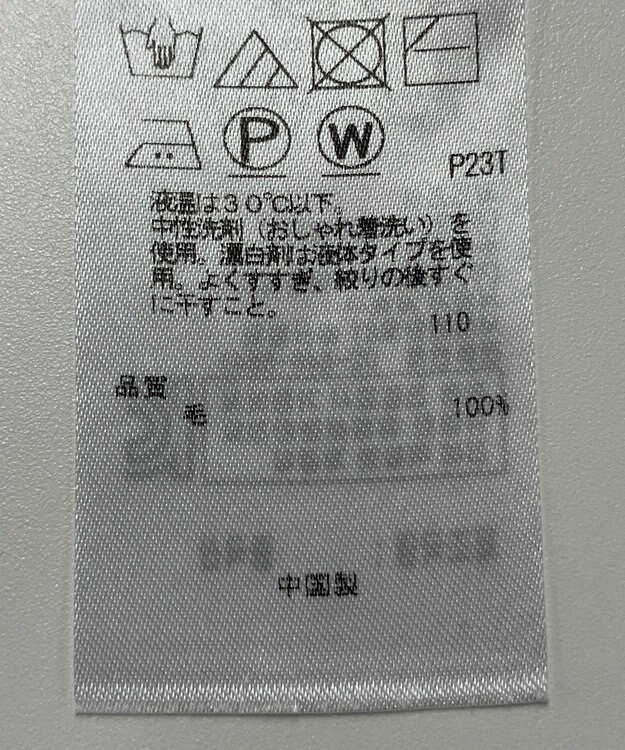 P
W
P23T
液温は30℃以下。
中性洗剤（おしゃれ着洗い）を
使用。漂白剤は液体タイプを使
用。よくすすぎ、絞りの後すぐ
に干すこと。
110
品質
毛 100%
中国製